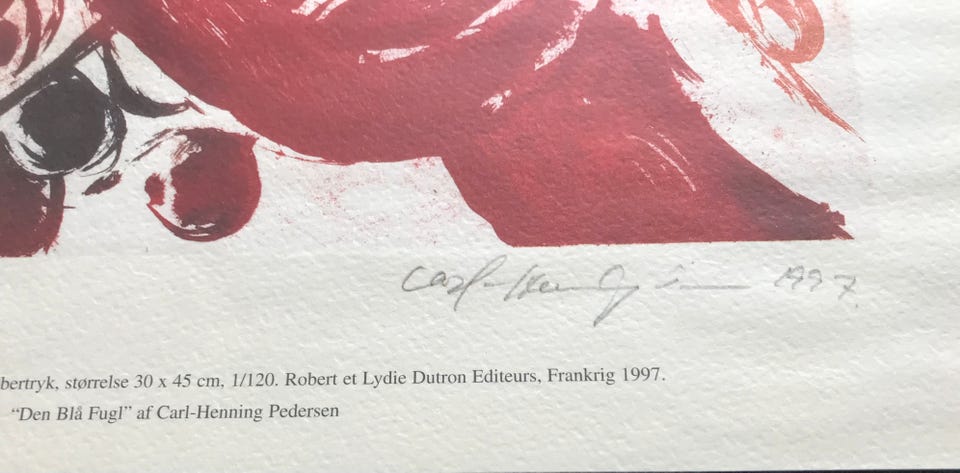 Carl-Henning 1997.
bertryk, størrelse 30 x 45 cm, 1/120. Robert et Lydie Dutron Editeurs, Frankrig 1997.
“Den Blå Fugl” af Carl-Henning Pedersen